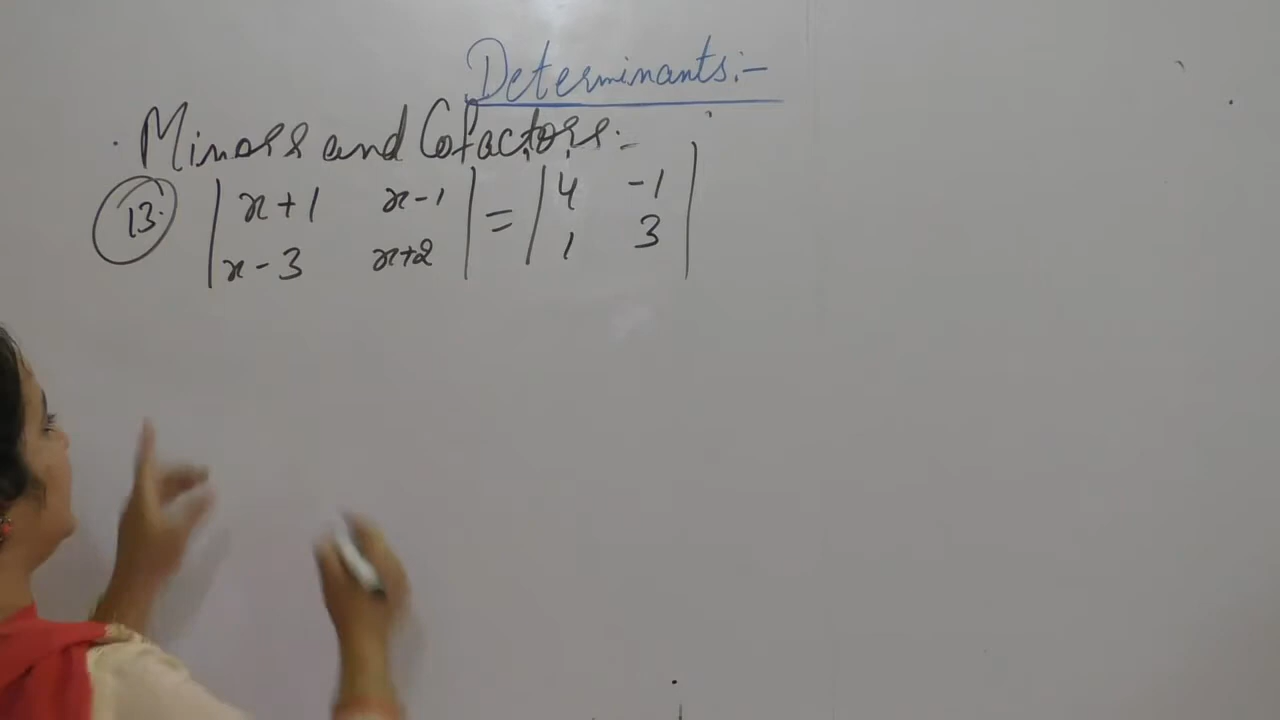 Determinants:-
Minors and Cofactors:-
13. | x+1 x-1 | = | 4 -1 |
| x-3 x+2 | | 1 3 |